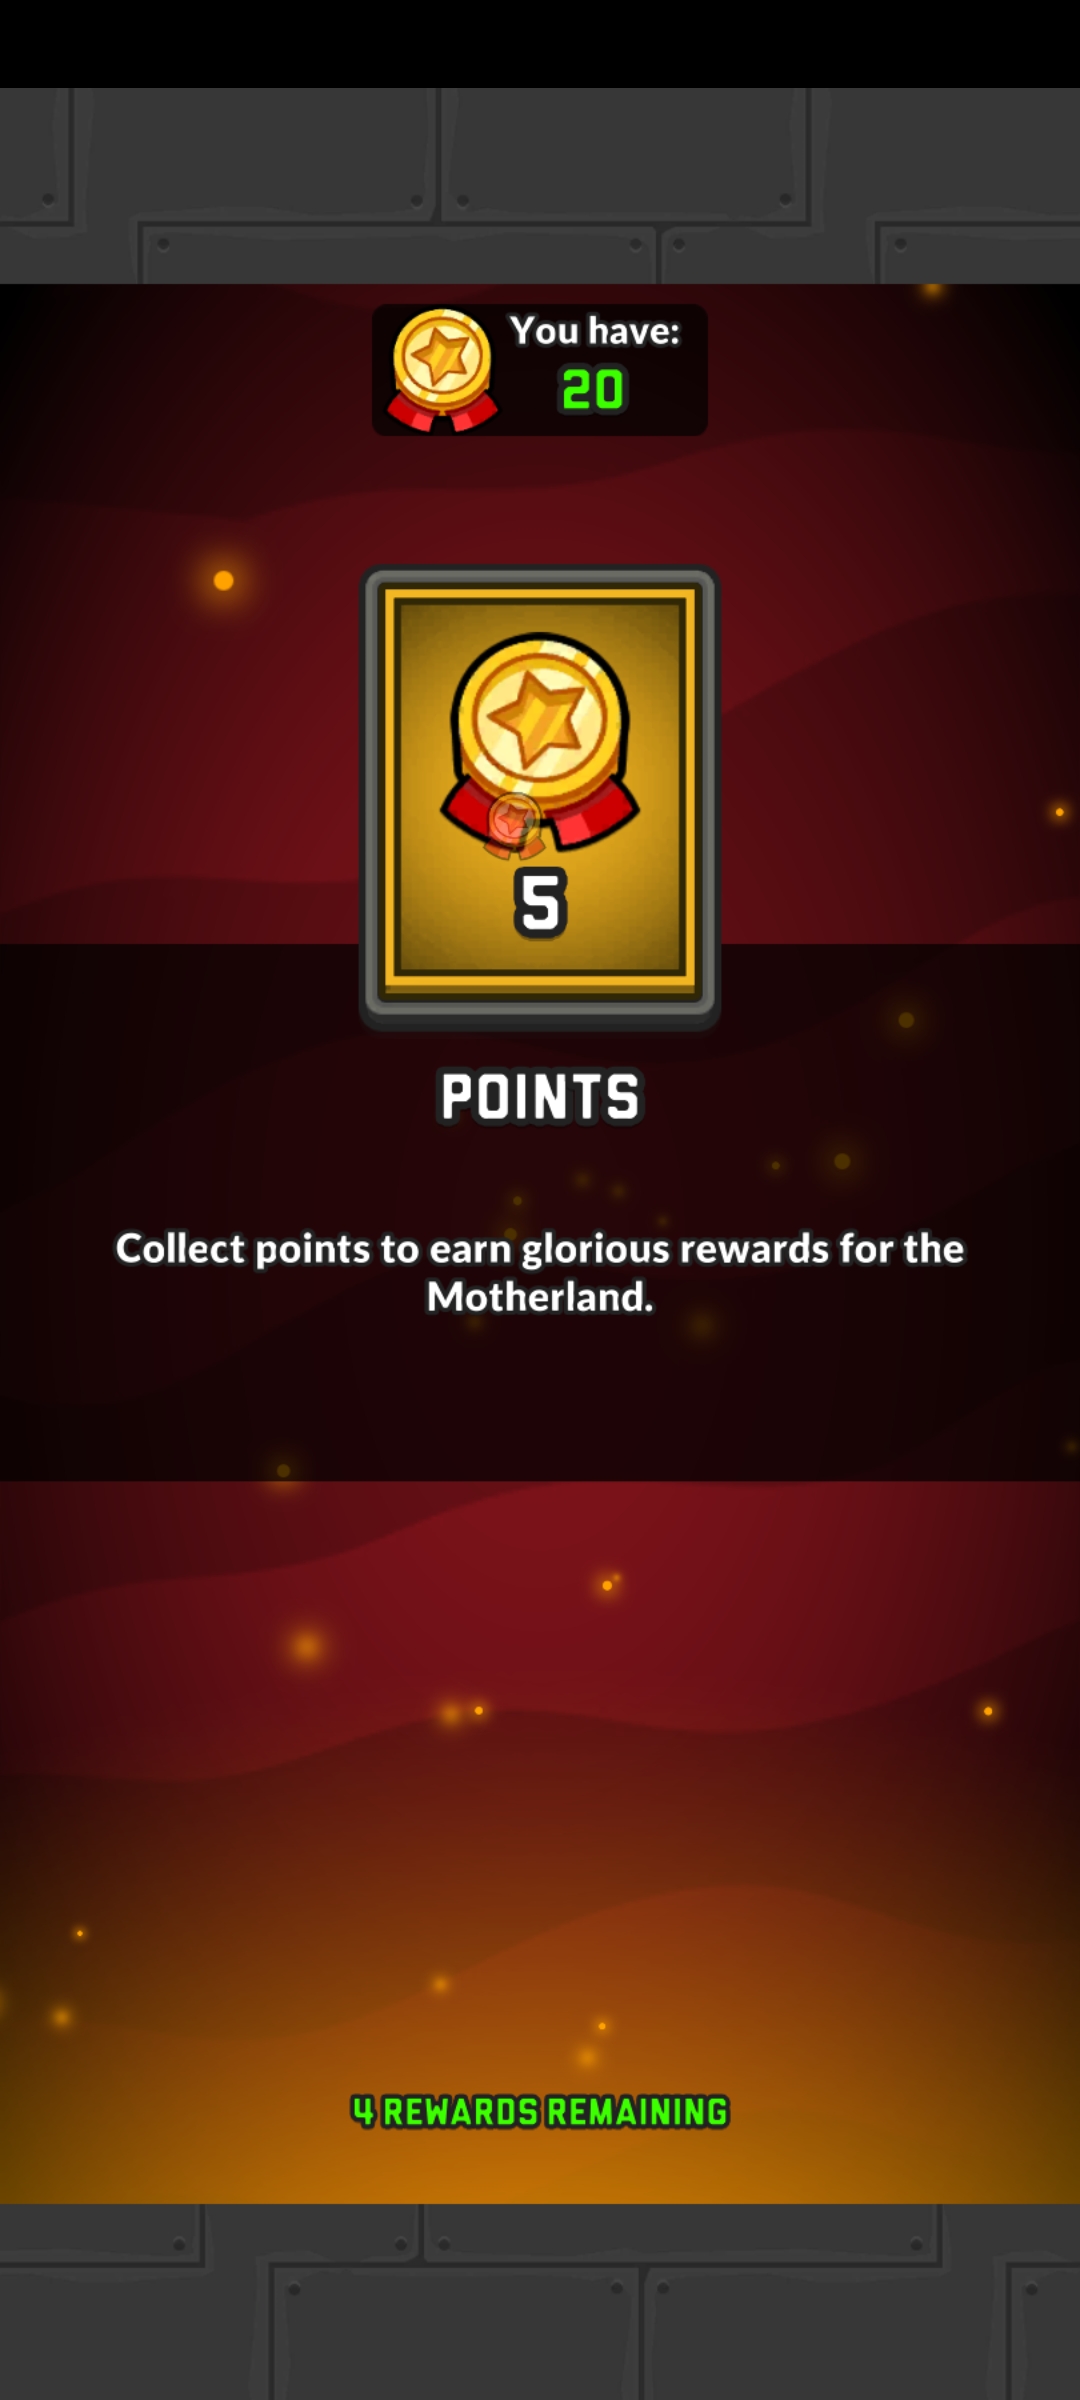 You have:
20
5
POINTS
Collect points to earn glorious rewards for the
Motherland.
4 REWARDS REMAINING